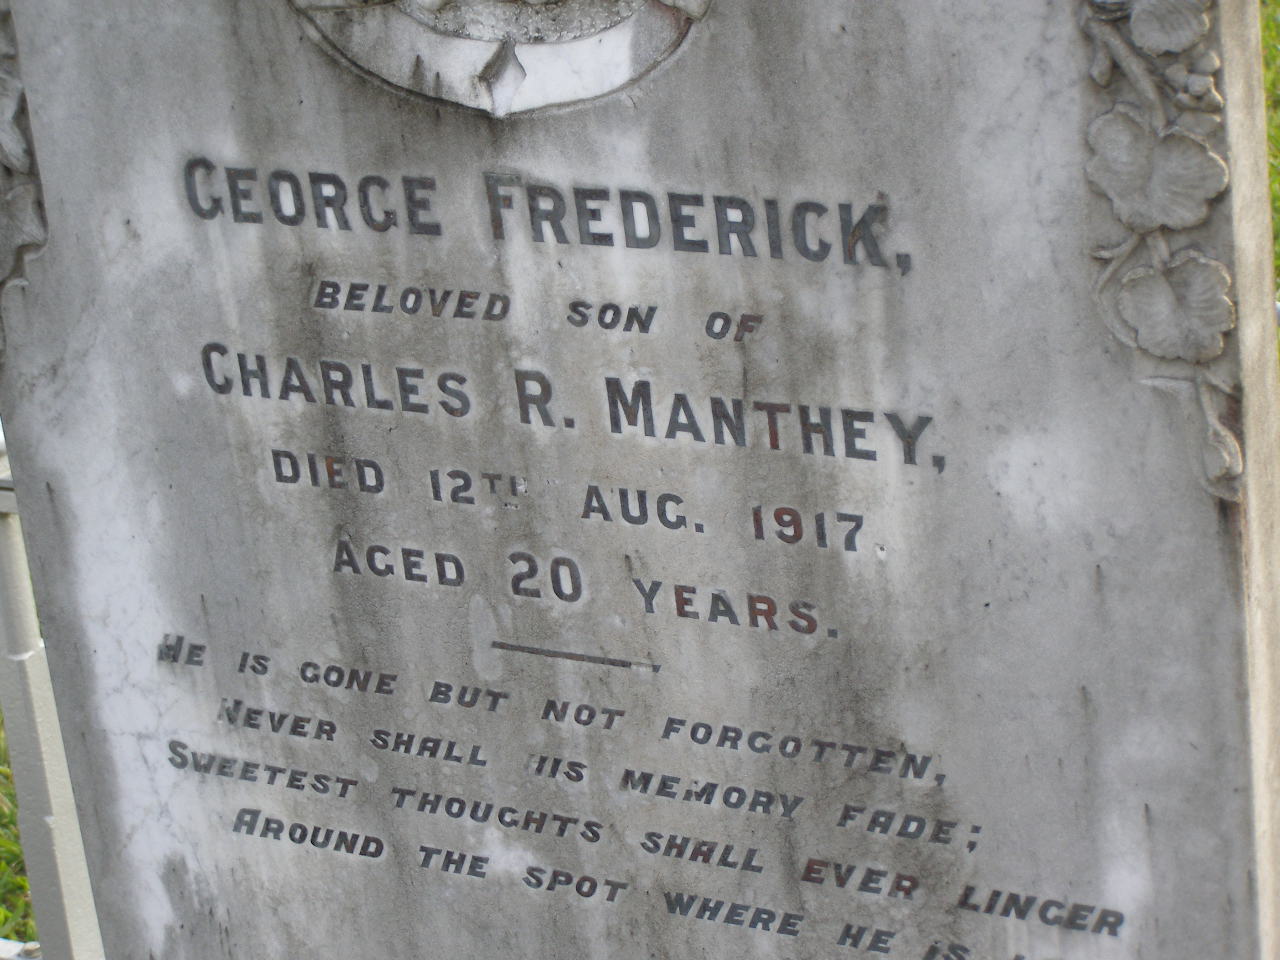 GEORGE FREDERICK,
BELOVED SON OF
CHARLES R. MANTHEY,
DIED 12TH AUG. 1917
AGED 20 YEARS.
HE IS GONE BUT NOT FORGOTTEN,
NEVER SHALL HIS MEMORY FADE;
SWEETEST THOUGHTS SHALL EVER LINGER
AROUND THE SPOT WHERE HE IS